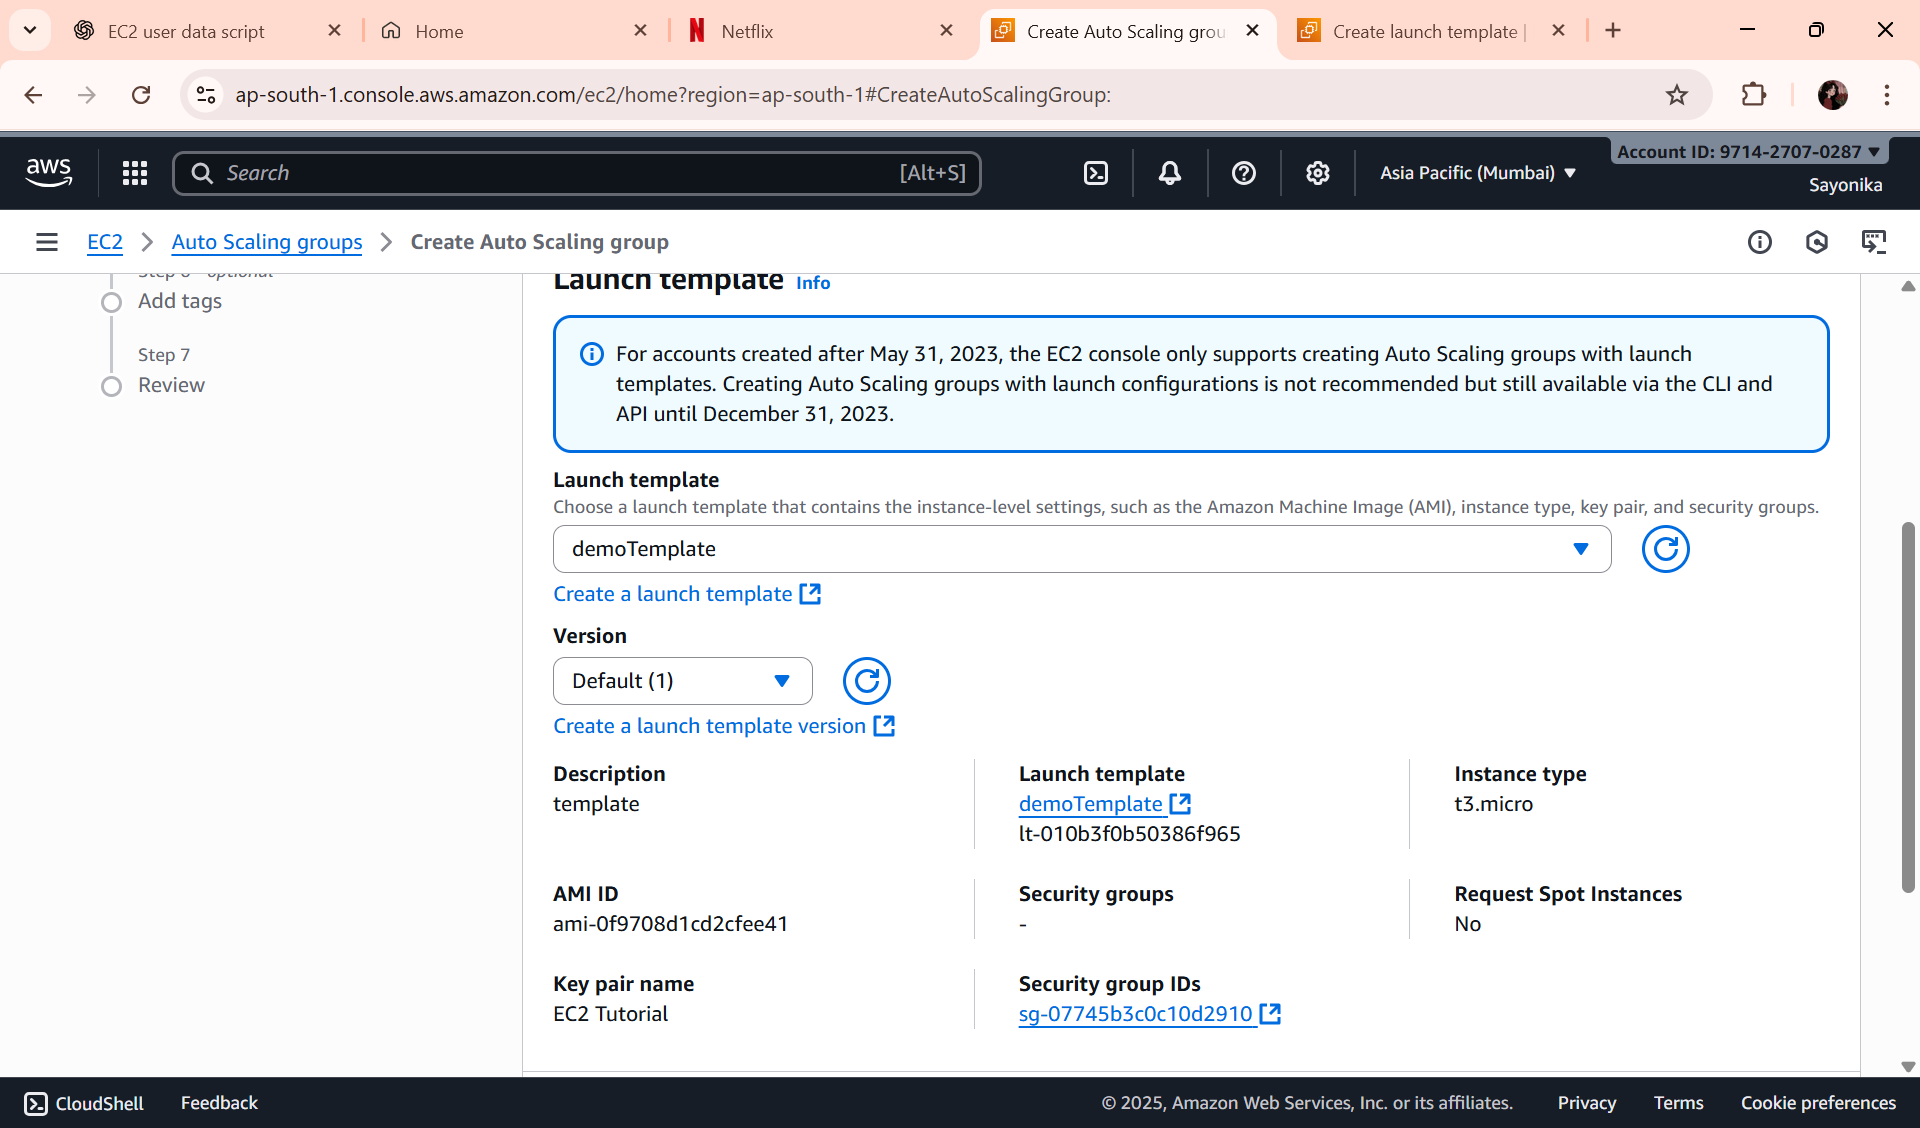 EC2 user data script
Home
Netflix
Create Auto Scaling grou
Create launch template |
ap-south-1.console.aws.amazon.com/ec2/home?region=ap-south-1#CreateAutoScalingGroup:
aws
Search
[Alt+S]
Asia Pacific (Mumbai)
Account ID: 9714-2707-0287
Sayonika
EC2
Auto Scaling groups
Create Auto Scaling group
Step 6 - optional
Add tags
Step 7
Review
Launch template Info
For accounts created after May 31, 2023, the EC2 console only supports creating Auto Scaling groups with launch
templates. Creating Auto Scaling groups with launch configurations is not recommended but still available via the CLI and
API until December 31, 2023.
Launch template
Choose a launch template that contains the instance-level settings, such as the Amazon Machine Image (AMI), instance type, key pair, and security groups.
demoTemplate
Create a launch template
Version
Default (1)
Create a launch template version
Description
template
Launch template
demoTemplate
lt-010b3f0b50386f965
Instance type
t3.micro
AMI ID
ami-0f9708d1cd2cfee41
Security groups
-
Request Spot Instances
No
Key pair name
EC2 Tutorial
Security group IDs
sg-07745b3c0c10d2910
CloudShell
Feedback
© 2025, Amazon Web Services, Inc. or its affiliates.
Privacy
Terms
Cookie preferences